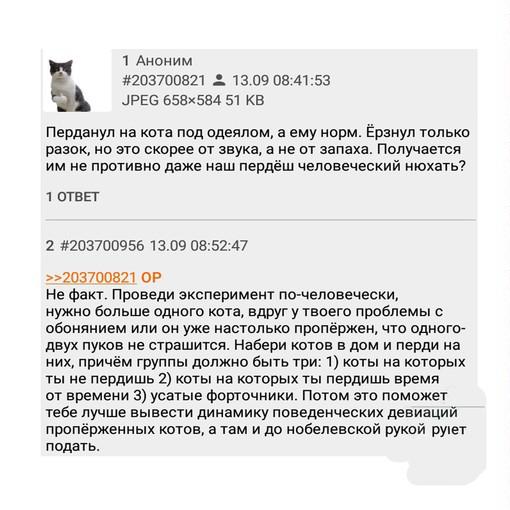 1 Аноним
#203700821 13.09 08:41:53
JPEG 658×584 51 KB
Перданул на кота под одеялом, а ему норм. Ёрзнул только
разок, но это скорее от звука, а не от запаха. Получается
им не противно даже наш пердёш человеческий нюхать?
1 ОТВЕТ
2 #203700956 13.09 08:52:47
>>203700821 OP
Не факт. Проведи эксперимент по-человечески,
нужно больше одного кота, вдруг у твоего проблемы с
обонянием или он уже настолько пропёржен, что одного-
двух пуков не страшится. Набери котов в дом и перди на
них, причём группы должно быть три: 1) коты на которых
ты не пердишь 2) коты на которых ты пердишь время
от времени 3) усатые форточники. Потом это поможет
тебе лучше вывести динамику поведенческих девиаций
пропёрженных котов, а там и до нобелевской рукой
подать.